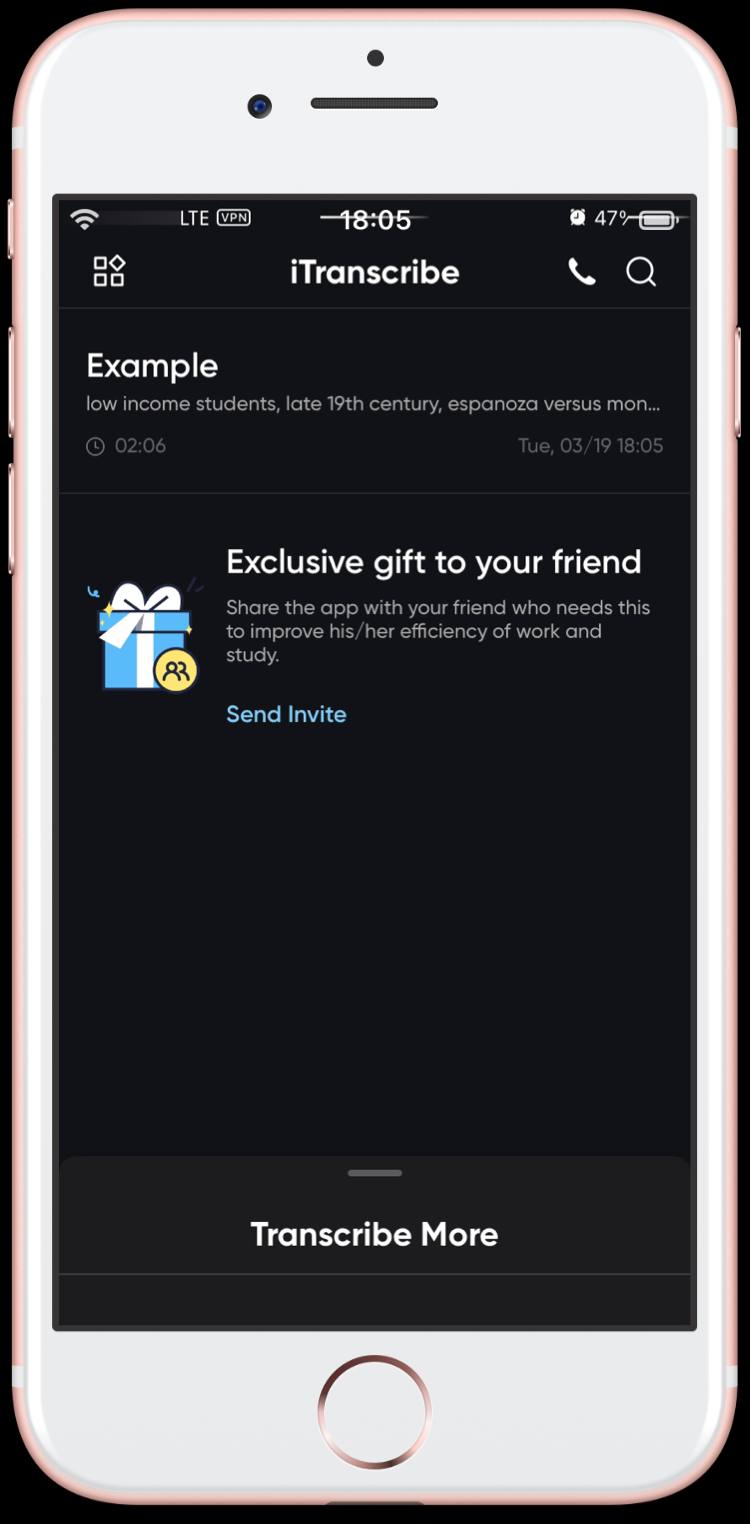 LTE VPN 18:05 47%
iTranscribe
Example
low income students, late 19th century, espanoza versus mon...
02:06 Tue, 03/19 18:05
Exclusive gift to your friend
Share the app with your friend who needs this
to improve his/her efficiency of work and
study.
Send Invite
Transcribe More